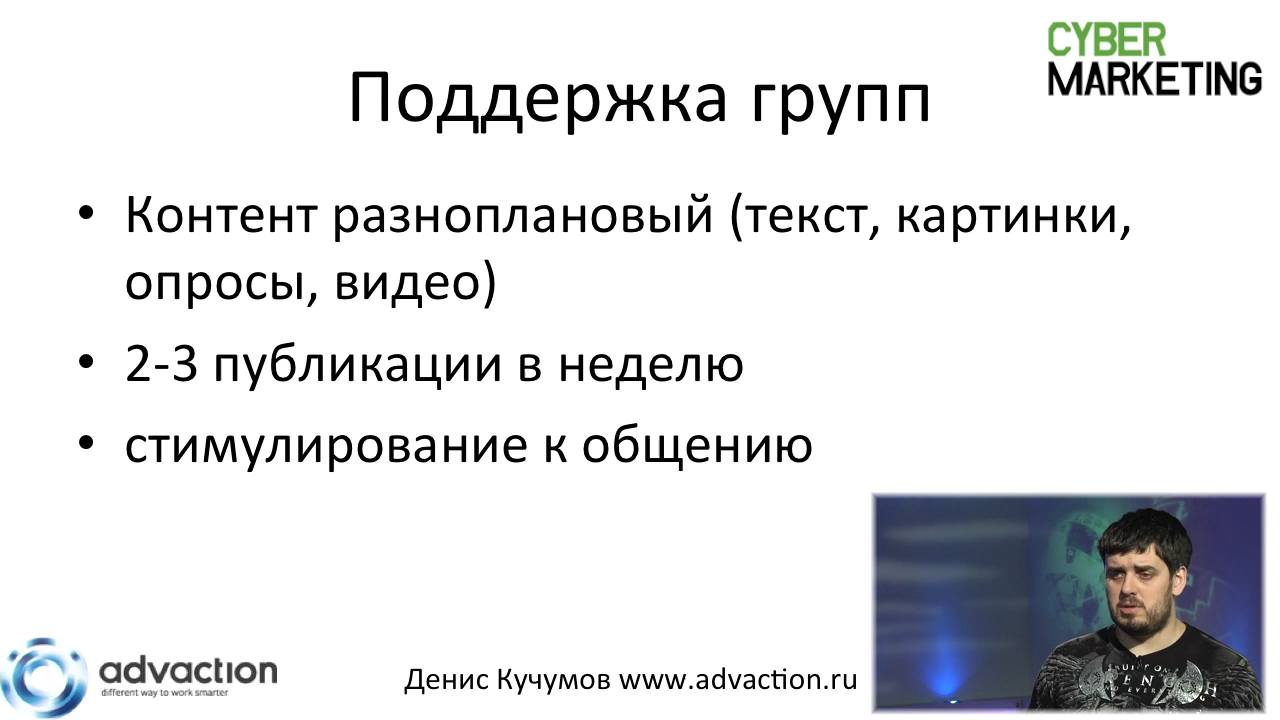 CYBER
MARKETING
Поддержка групп
• Контент разноплановый (текст, картинки,
опросы, видео)
• 2-3 публикации в неделю
• стимулирование к общению
advaction
different way to work smarter
Денис Кучумов www.advaction.ru
ENGH